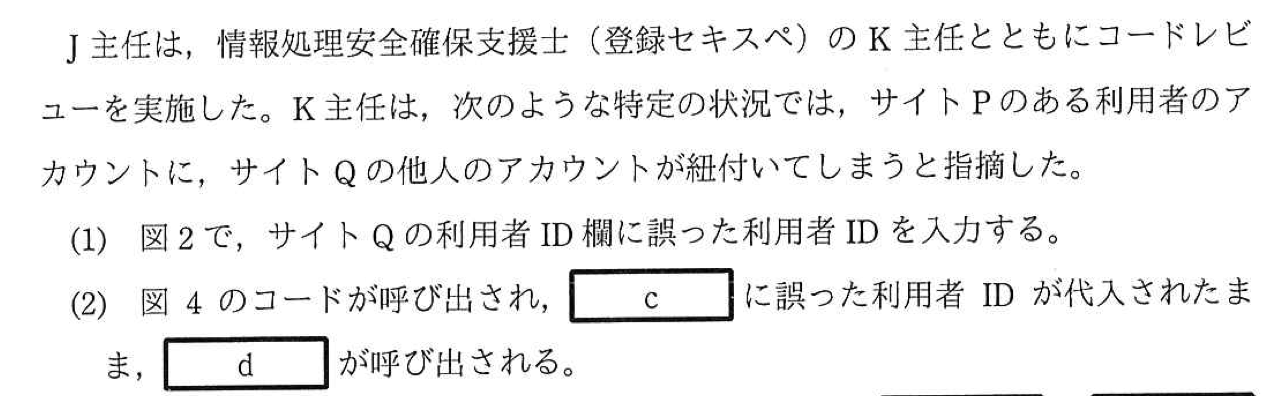 J 主任は，情報処理安全確保支援士（登録セキスペ）の K 主任とともにコードレビ
ューを実施した。K 主任は，次のような特定の状況では，サイト P のある利用者のア
カウントに，サイト Q の他人のアカウントが紐付いてしまうと指摘した。
(1) 図 2 で，サイト Q の利用者 ID 欄に誤った利用者 ID を入力する。
(2) 図 4 のコードが呼び出され，c に誤った利用者 ID が代入されたま
ま，d が呼び出される。